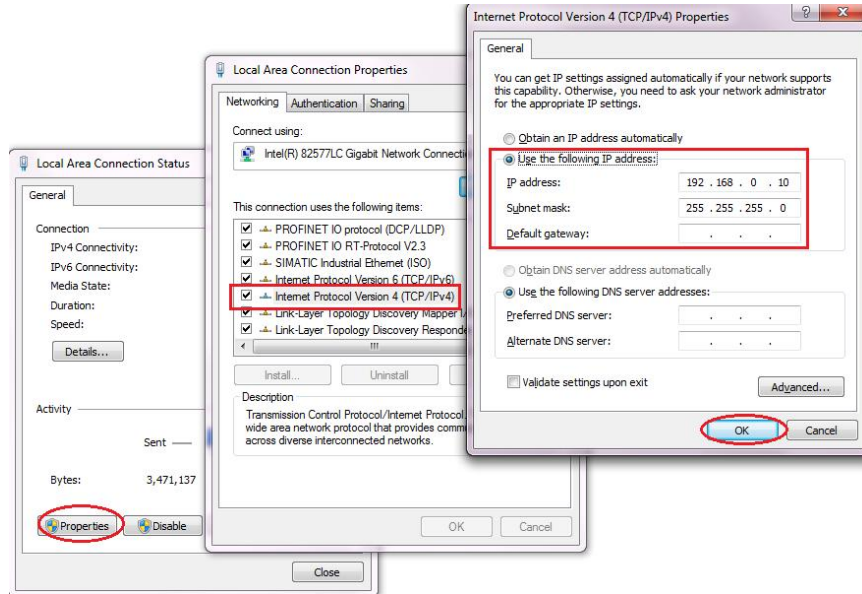 Local Area Connection Status
General
Connection
IPv4 Connectivity:
IPv6 Connectivity:
Media State:
Duration:
Speed:
Details...
Activity
Sent
Bytes: 3,471,137
Properties
Disable
Close
Local Area Connection Properties
Networking Authentication Sharing
Connect using:
Intel(R) 82577LC Gigabit Network
This connection uses the following items:
PROFINET IO protocol (DCP/LLDP)
PROFINET IO RT-Protocol V2.3
SIMATIC Industrial Ethernet (ISO)
Internet Protocol Version 6 (TCP/IPv6)
Internet Protocol Version 4 (TCP/IPv4)
Link-Layer Topology Discovery Mapper
Link-Layer Topology Discovery
Install... Uninstall
Description
Transmission Control Protocol/Internet Protocol.
wide area network protocol that provides
across diverse interconnected networks.
OK Cancel
Internet Protocol Version 4 (TCP/IPv4) Properties
General
You can get IP settings assigned automatically if your network supports
this capability. Otherwise, you need to ask your network administrator
for the appropriate IP settings.
Obtain an IP address automatically
Use the following IP address:
IP address: 192 . 168 . 0 . 10
Subnet mask: 255 . 255 . 255 . 0
Default gateway: . . .
Obtain DNS server address automatically
Use the following DNS server addresses:
Preferred DNS server: . . .
Alternate DNS server: . . .
Validate settings upon exit
Advanced...
OK Cancel